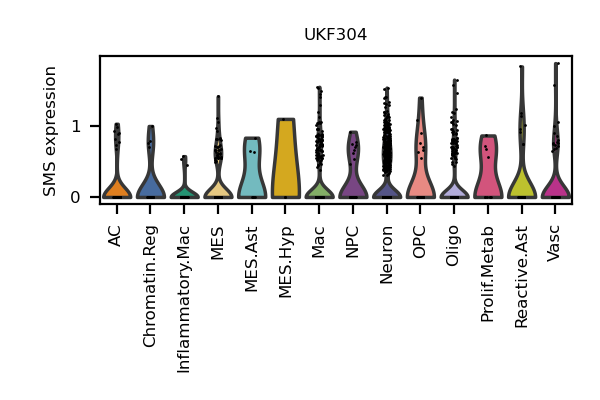 UKF304
SMS expression
1
0
AC
Chromatin.Reg
Inflammatory.Mac
MES
MES.Ast
MES.Hyp
Mac
NPC
Neuron
OPC
Oligo
Prolif.Metab
Reactive.Ast
Vasc